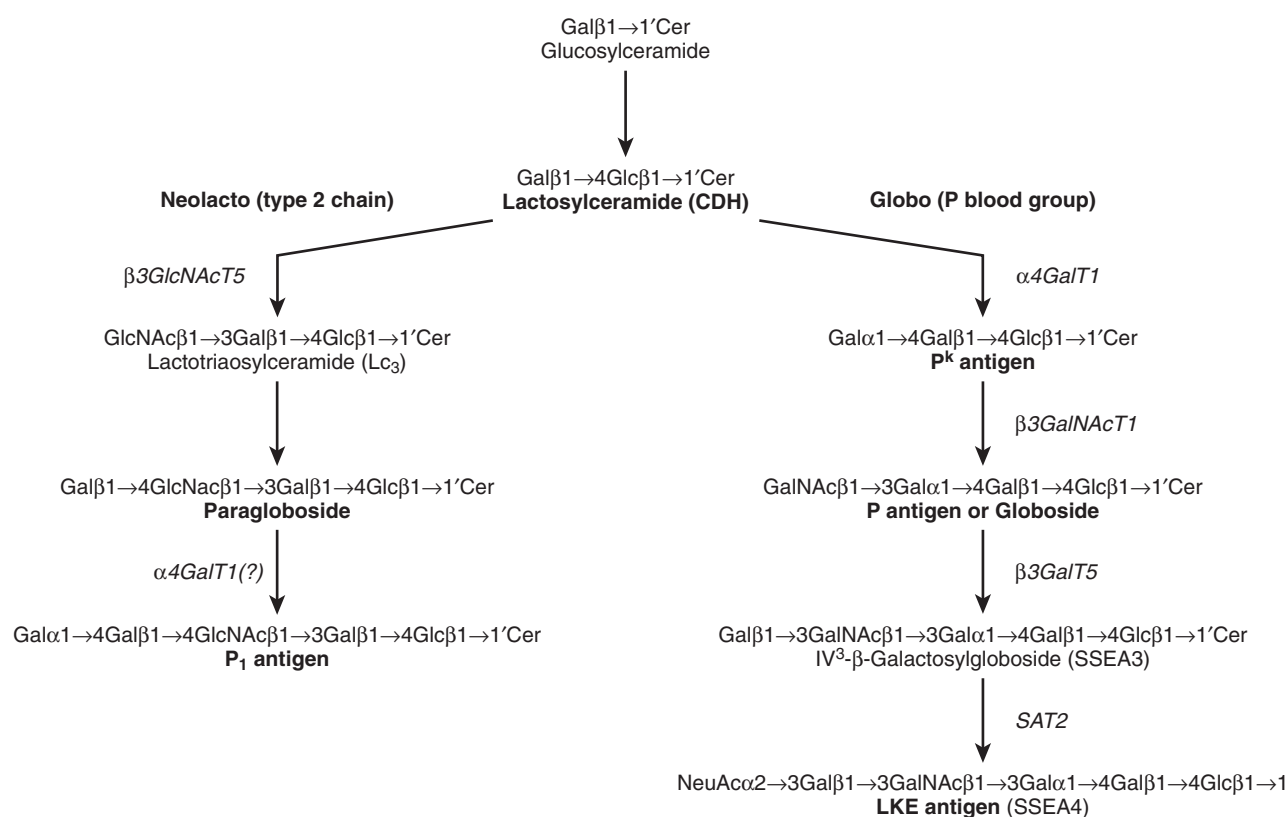 Galβ1→1′Cer
Glucosylceramide
Galβ1→4Glcβ1→1′Cer
Neolacto (type 2 chain)
Lactosylceramide (CDH)
Globo (P blood group)
β3GlcNAcT5
α4GalT1
GlcNAcβ1→3Galβ1→4Glcβ1→1′Cer
Lactotriaosylceramide (Lc3)
Galα1→4Galβ1→4Glcβ1→1′Cer
Pk antigen
β3GalNAcT1
Galβ1→4GlcNacβ1→3Galβ1→4Glcβ1→1′Cer
Paragloboside
GalNAcβ1→3Galα1→4Galβ1→4Glcβ1→1′Cer
P antigen or Globoside
α4GalT1(?)
β3GalT5
Galα1→4Galβ1→4GlcNAcβ1→3Galβ1→4Glcβ1→1′Cer
P1 antigen
Galβ1→3GalNAcβ1→3Galα1→4Galβ1→4Glcβ1→1′Cer
IV3-β-Galactosylgloboside (SSEA3)
SAT2
NeuAcα2→3Galβ1→3GalNAcβ1→3Galα1→4Galβ1→4Glcβ1→1
LKE antigen (SSEA4)